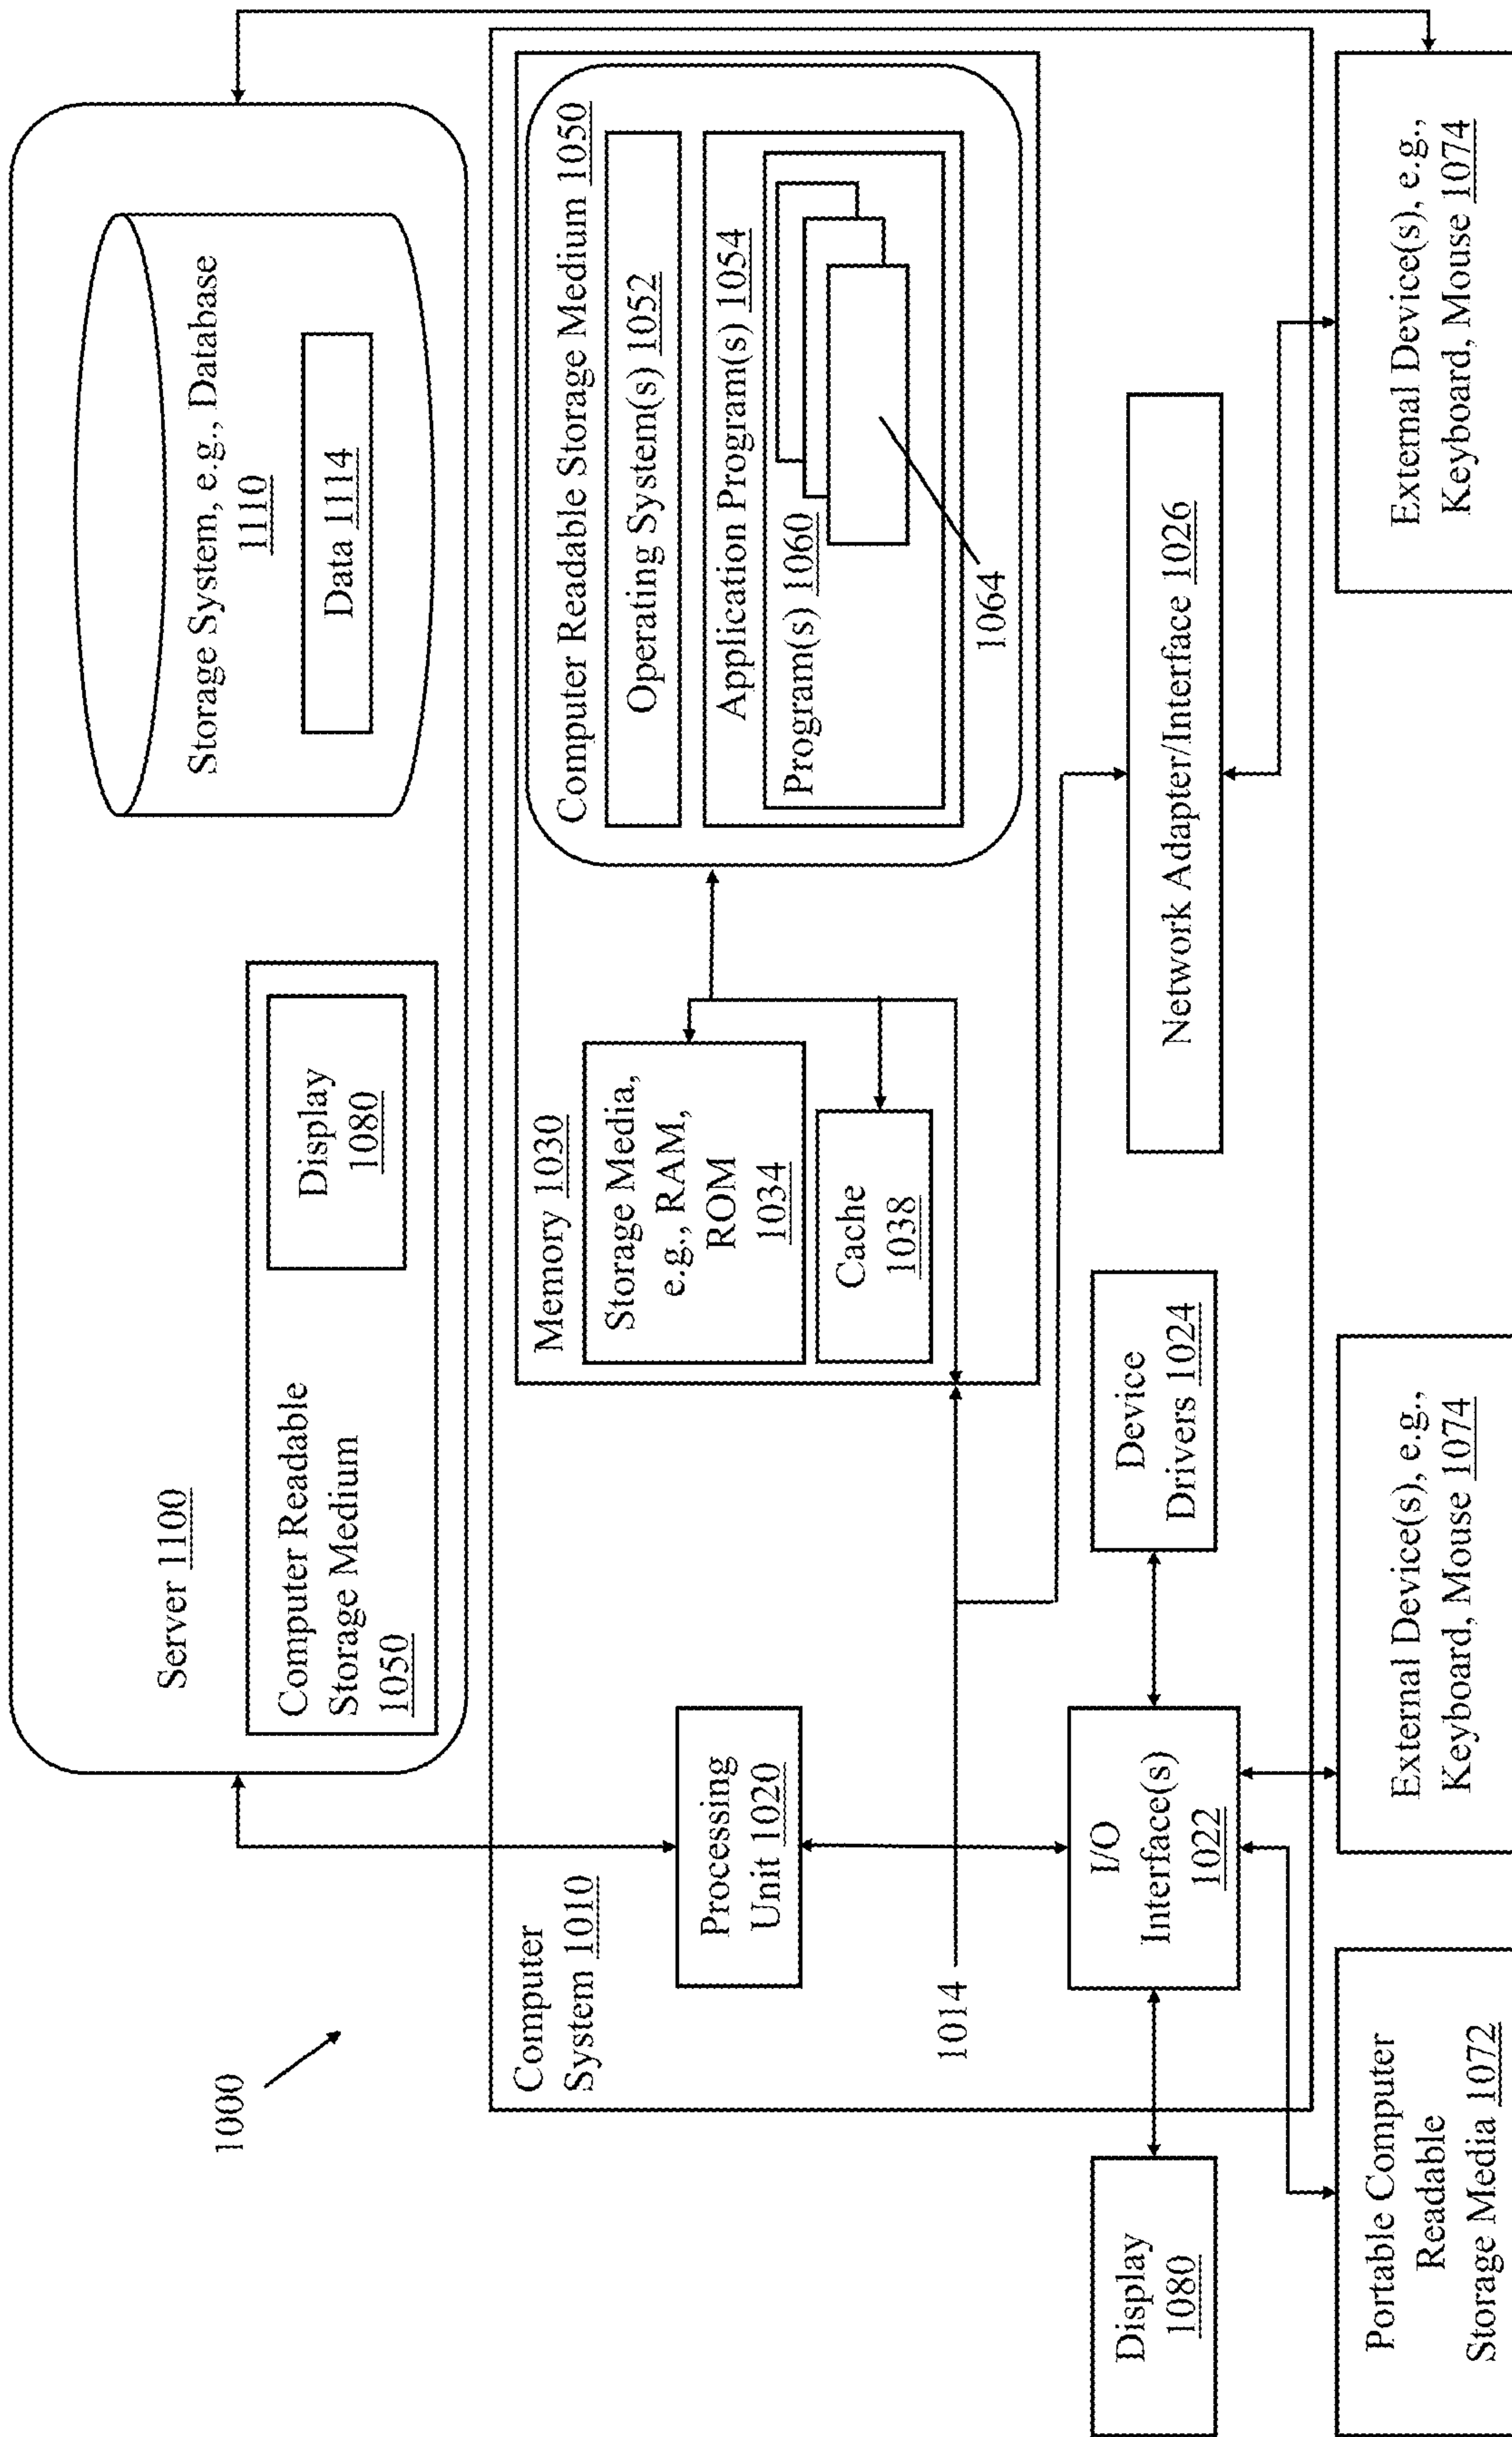 1000
Server 1100
Computer Readable
Storage Medium
1050
Display
1080
Storage System, e.g., Database
1110
Data 1114
Computer
System 1010
Processing
Unit 1020
Memory 1030
Storage Media,
e.g., RAM,
ROM
1034
Cache
1038
Computer Readable Storage Medium 1050
Operating System(s) 1052
Application Program(s) 1054
Program(s) 1060
1064
1014
Display
1080
I/O
Interface(s)
1022
Device
Drivers 1024
Network Adapter/Interface 1026
Portable Computer
Readable
Storage Media 1072
External Device(s), e.g.,
Keyboard, Mouse 1074
External Device(s), e.g.,
Keyboard, Mouse 1074